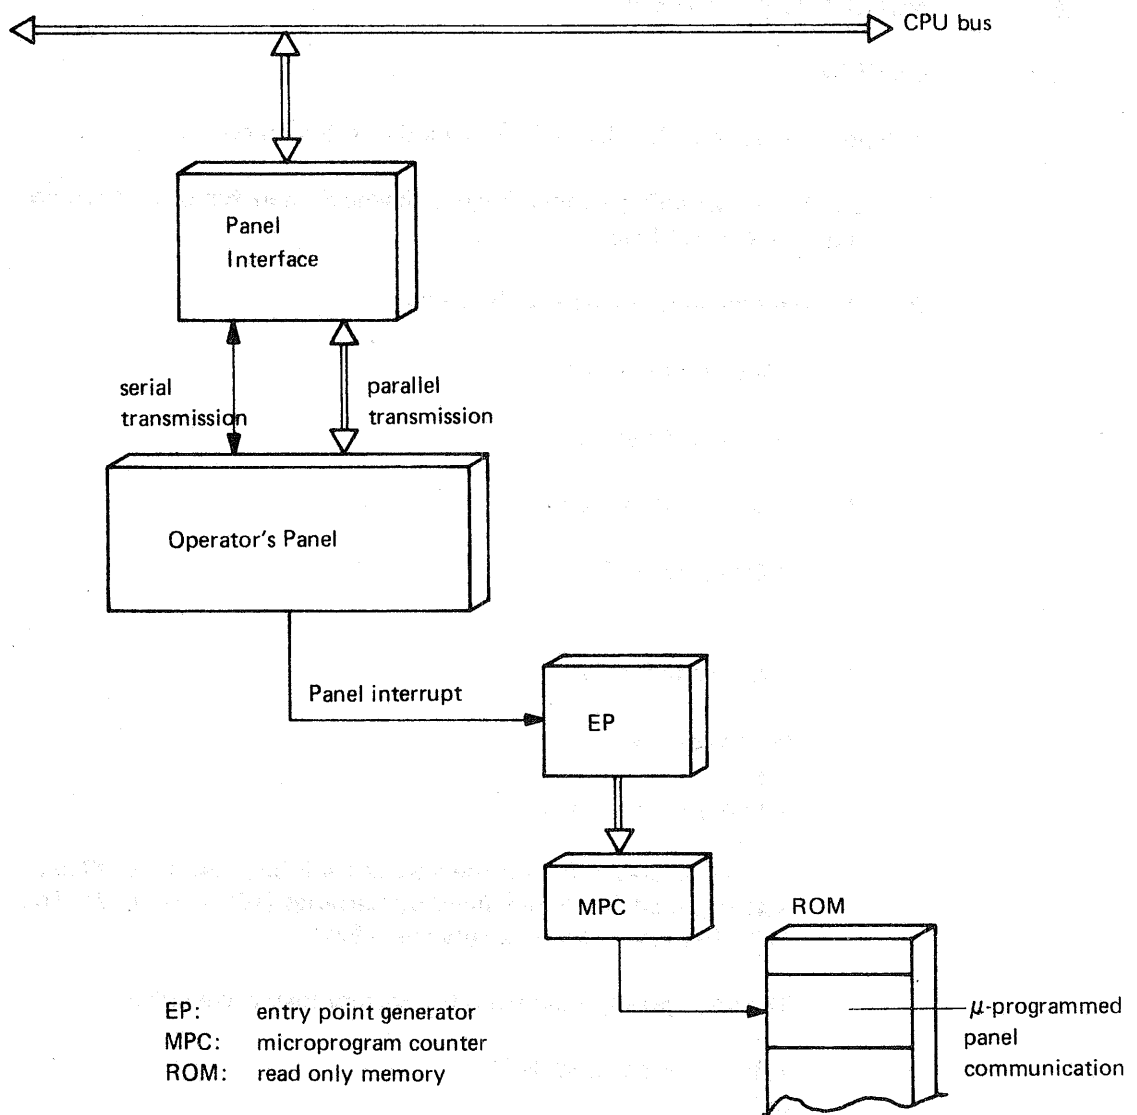 CPU bus
Panel
Interface
serial
transmission
parallel
transmission
Operator's Panel
Panel interrupt
EP
MPC
ROM
EP: entry point generator
MPC: microprogram counter
ROM: read only memory
μ-programmed
panel
communication